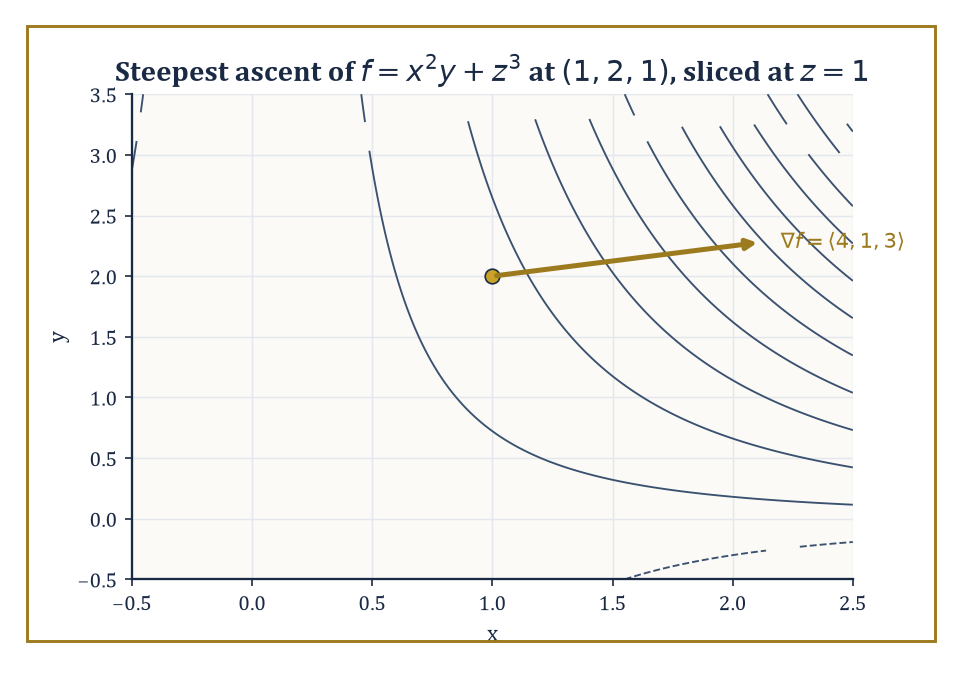 Steepest ascent of f = x²y + z³ at (1, 2, 1), sliced at z = 1
3.5
3.0
2.5
2.0
1.5
1.0
0.5
0.0
−0.5
y
∇f = ⟨4, 1, 3⟩
−0.5 0.0 0.5 1.0 1.5 2.0 2.5
x